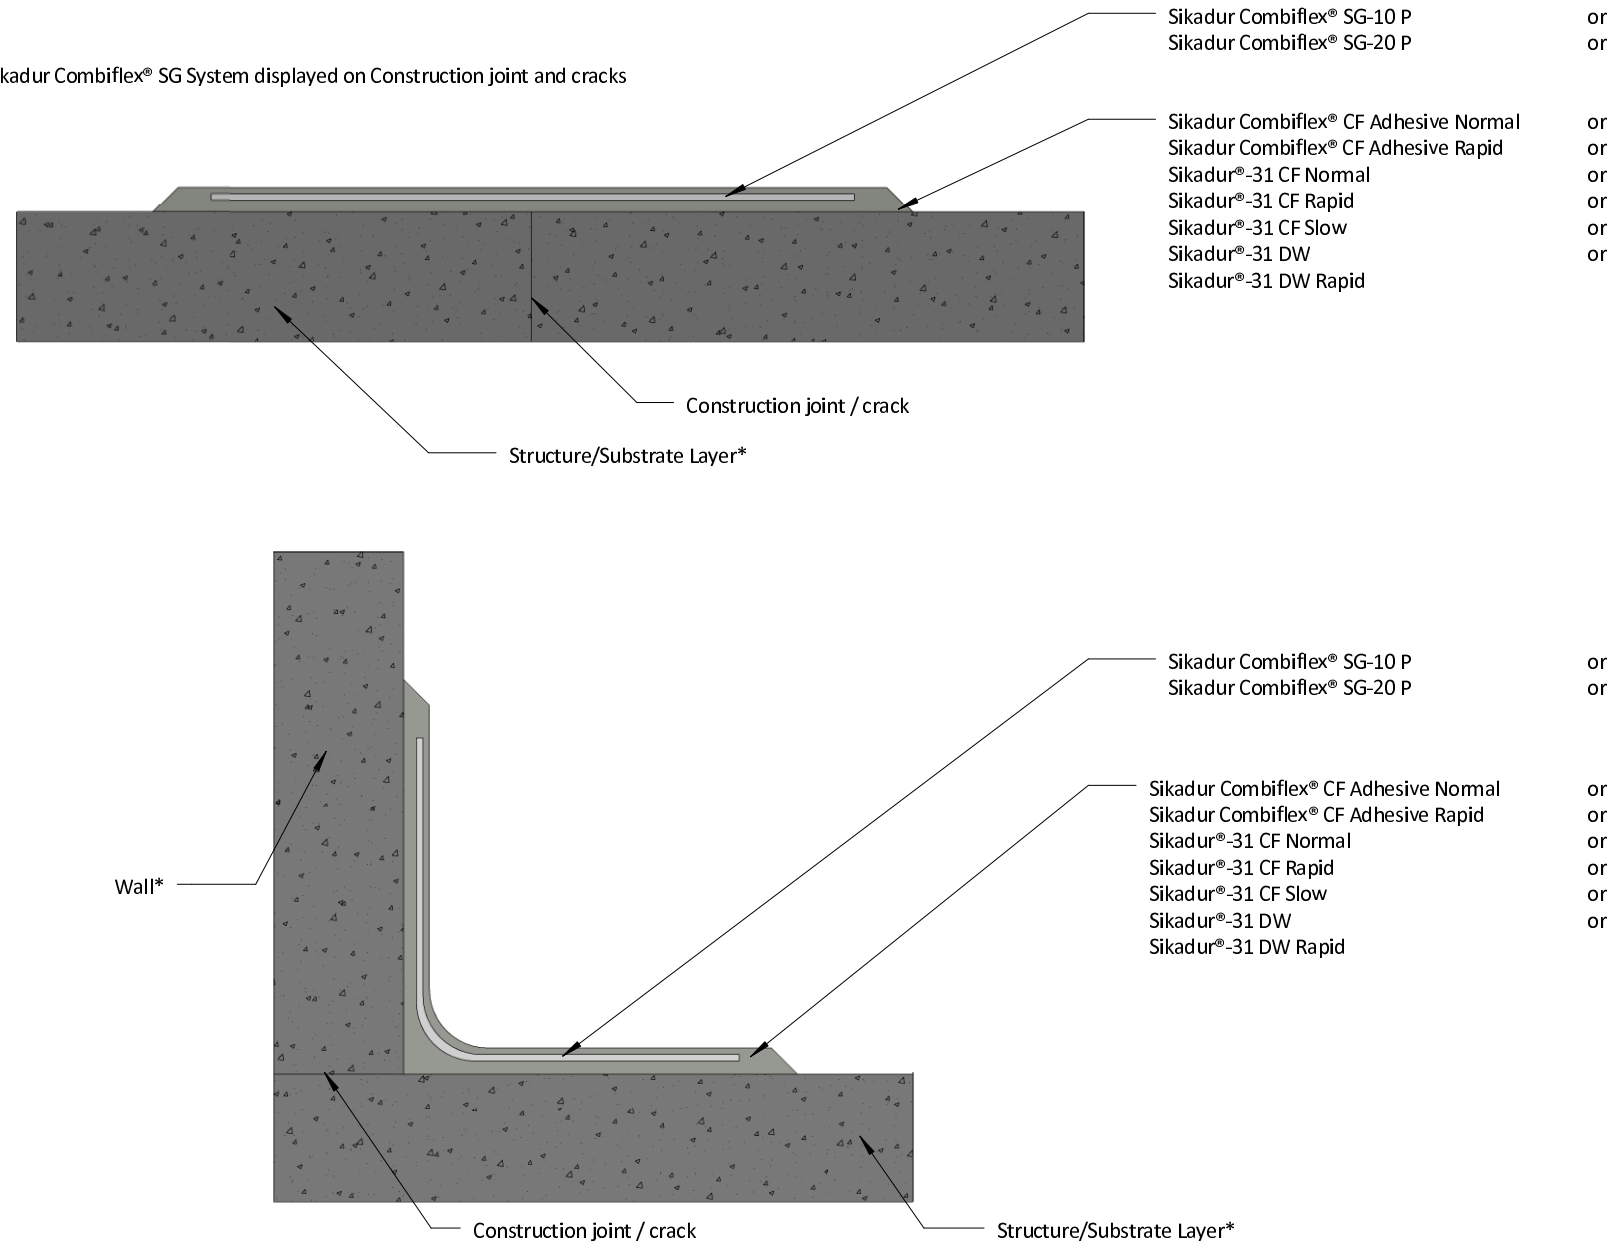 Sikadur Combiflex® SG-10 P or
Sikadur Combiflex® SG-20 P or
kadur Combiflex® SG System displayed on Construction joint and cracks
Sikadur Combiflex® CF Adhesive Normal or
Sikadur Combiflex® CF Adhesive Rapid or
Sikadur®-31 CF Normal or
Sikadur®-31 CF Rapid or
Sikadur®-31 CF Slow or
Sikadur®-31 DW or
Sikadur®-31 DW Rapid
Construction joint / crack
Structure/Substrate Layer*
Sikadur Combiflex® SG-10 P or
Sikadur Combiflex® SG-20 P or
Sikadur Combiflex® CF Adhesive Normal or
Sikadur Combiflex® CF Adhesive Rapid or
Sikadur®-31 CF Normal or
Sikadur®-31 CF Rapid or
Sikadur®-31 CF Slow or
Sikadur®-31 DW or
Sikadur®-31 DW Rapid
Wall*
Construction joint / crack
Structure/Substrate Layer*